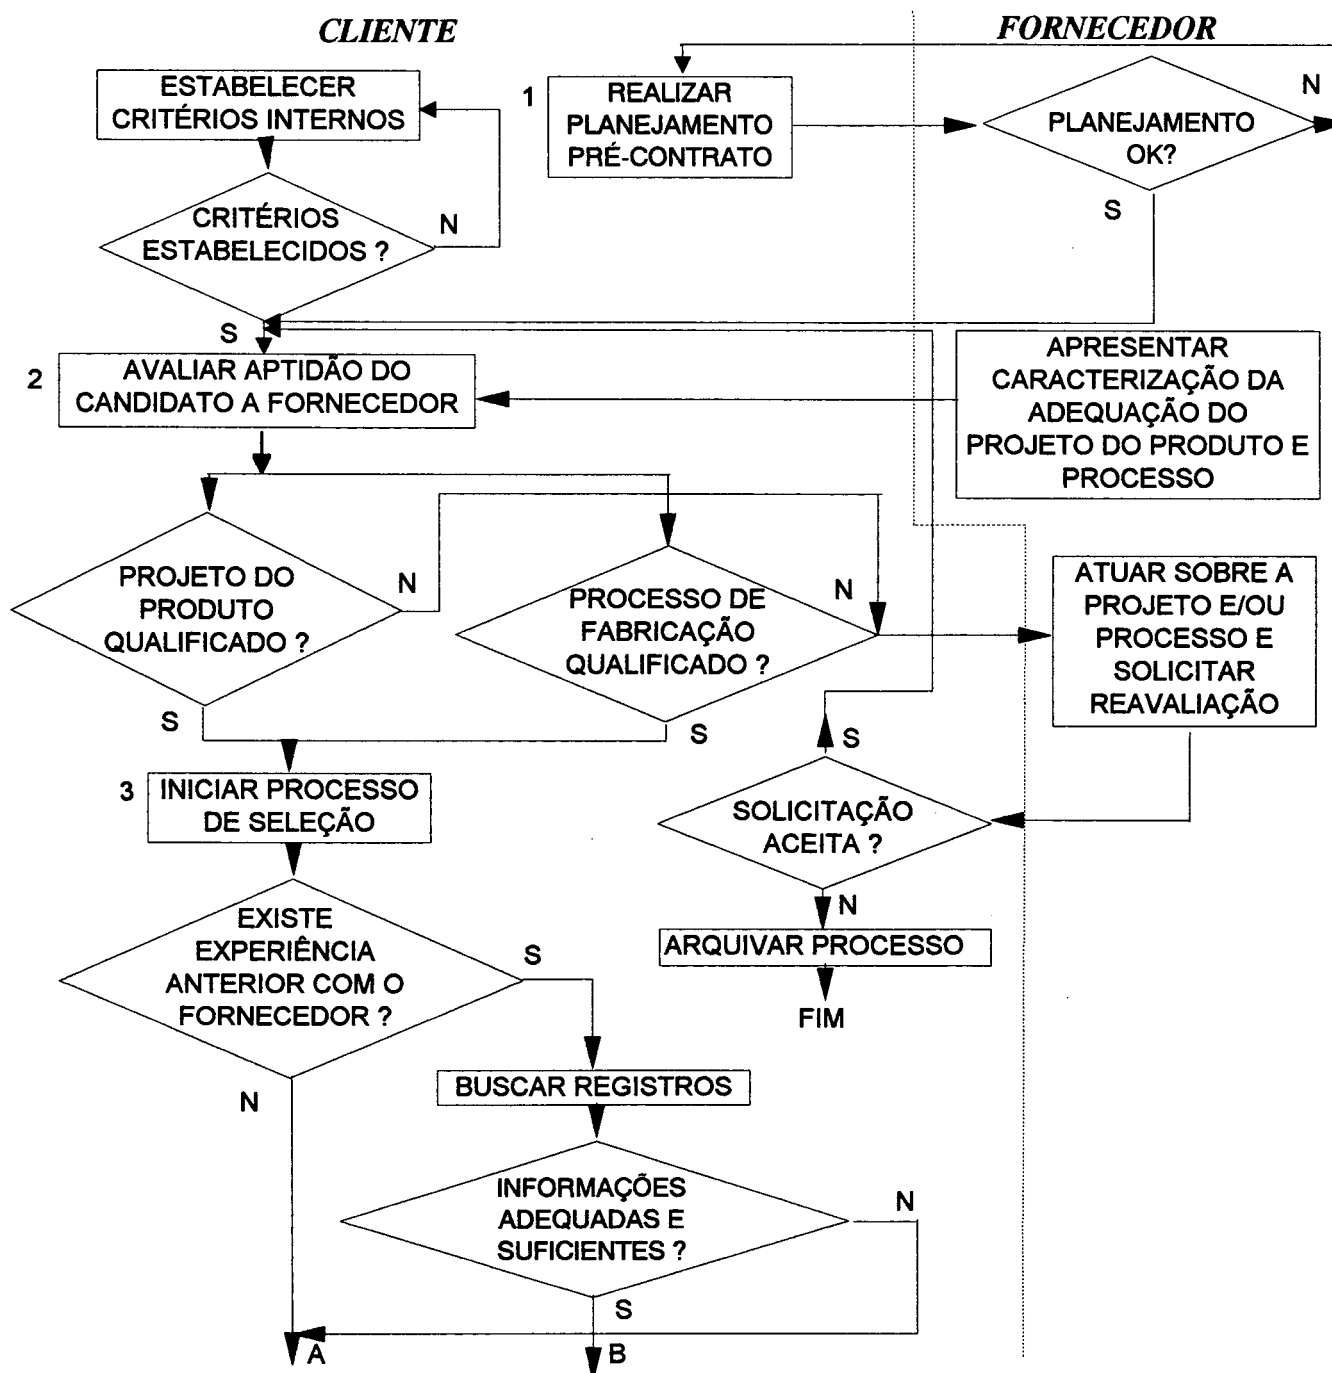 CLIENTE
FORNECEDOR
ESTABELECER
CRITÉRIOS INTERNOS
1
REALIZAR
PLANEJAMENTO
PRÉ-CONTRATO
N
PLANEJAMENTO
OK?
S
CRITÉRIOS
ESTABELECIDOS ?
N
S
2
AVALIAR APTIDÃO DO
CANDIDATO A FORNECEDOR
APRESENTAR
CARACTERIZAÇÃO DA
ADEQUAÇÃO DO
PROJETO DO PRODUTO E
PROCESSO
PROJETO DO
PRODUTO
QUALIFICADO ?
N
S
PROCESSO DE
FABRICAÇÃO
QUALIFICADO ?
N
S
ATUAR SOBRE A
PROJETO E/OU
PROCESSO E
SOLICITAR
REAVALIAÇÃO
3
INICIAR PROCESSO
DE SELEÇÃO
S
SOLICITAÇÃO
ACEITA ?
N
ARQUIVAR PROCESSO
FIM
EXISTE
EXPERIÊNCIA
ANTERIOR COM O
FORNECEDOR ?
S
N
BUSCAR REGISTROS
INFORMAÇÕES
ADEQUADAS E
SUFICIENTES ?
N
S
A
B